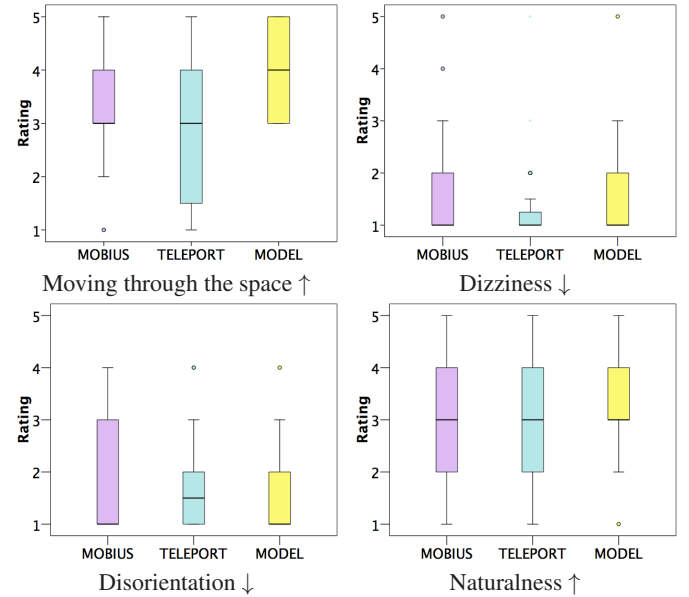 5
4
3
2
1
Rating
MOBIUS TELEPORT MODEL
Moving through the space ↑
5
4
3
2
1
Rating
MOBIUS TELEPORT MODEL
Dizziness ↓
5
4
3
2
1
Rating
MOBIUS TELEPORT MODEL
Disorientation ↓
5
4
3
2
1
Rating
MOBIUS TELEPORT MODEL
Naturalness ↑